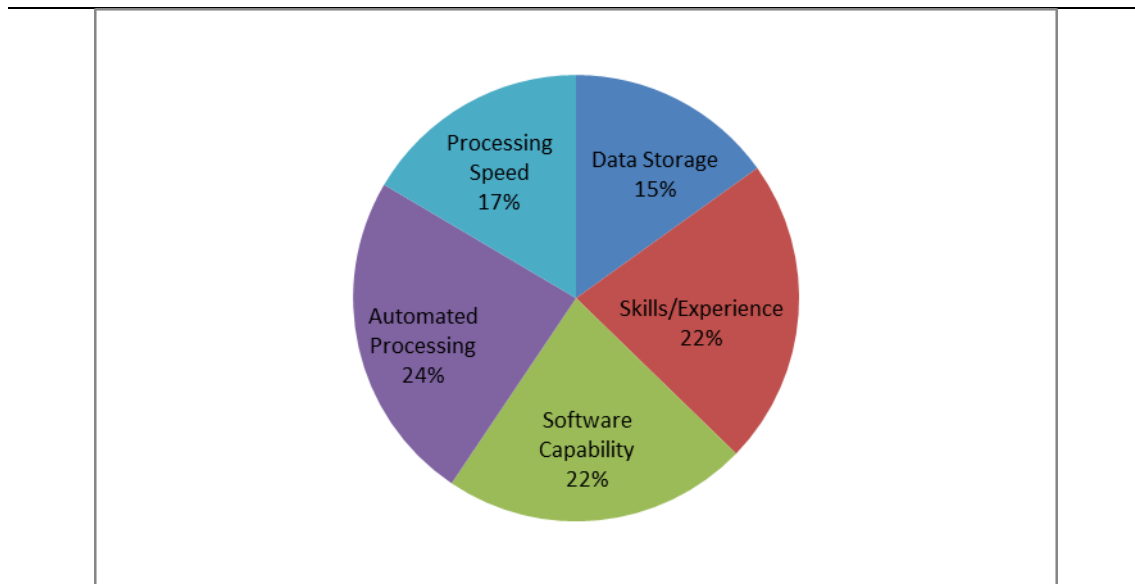 Processing
Speed
17%
Data Storage
15%
Skills/Experience
22%
Automated
Processing
24%
Software
Capability
22%